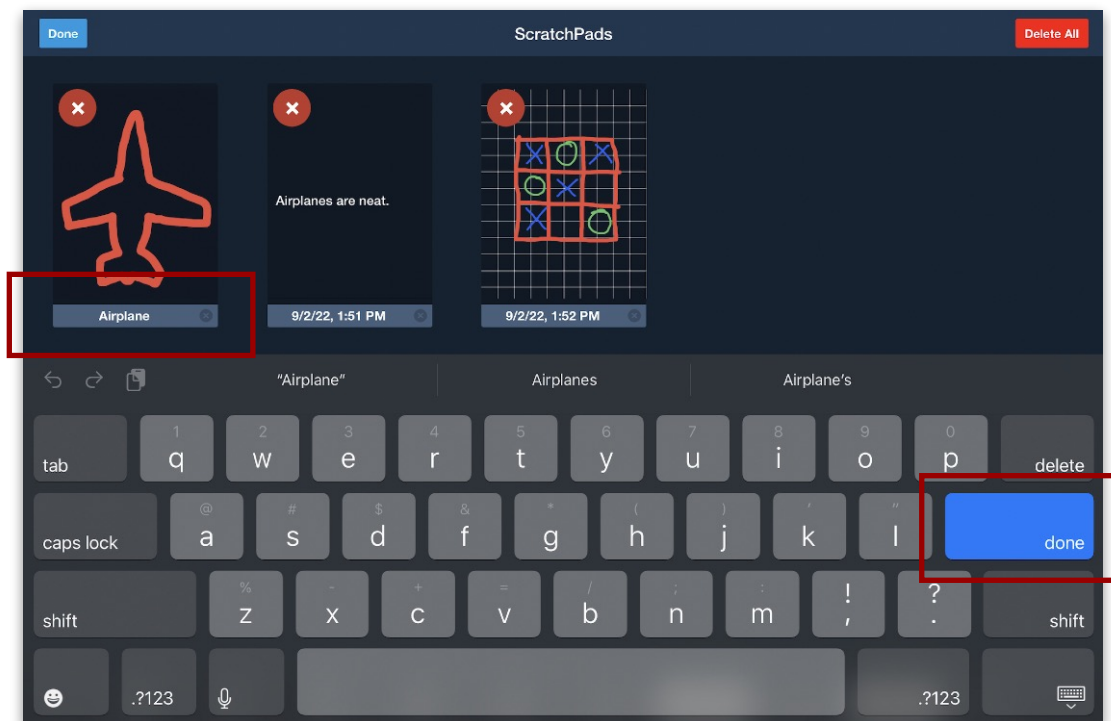 Done ScratchPads Delete All
Airplanes are neat.
Airplane 9/2/22, 1:51 PM 9/2/22, 1:52 PM
“Airplane” Airplanes Airplane's
1 2 3 4 5 6 7 8 9 0
tab q w e r t y u i o p delete
@ # $ & * ( ) ' "
caps lock a s d f g h j k l done
% - + = / ; : ! ?
shift z x c v b n m , . shift
.?123 .?123